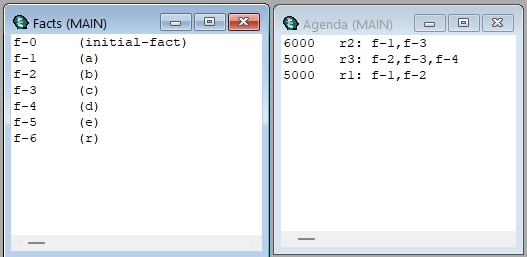 Facts (MAIN)
f-0 (initial-fact)
f-1 (a)
f-2 (b)
f-3 (c)
f-4 (d)
f-5 (e)
f-6 (r)
Agenda (MAIN)
6000 r2: f-1,f-3
5000 r3: f-2,f-3,f-4
5000 r1: f-1,f-2